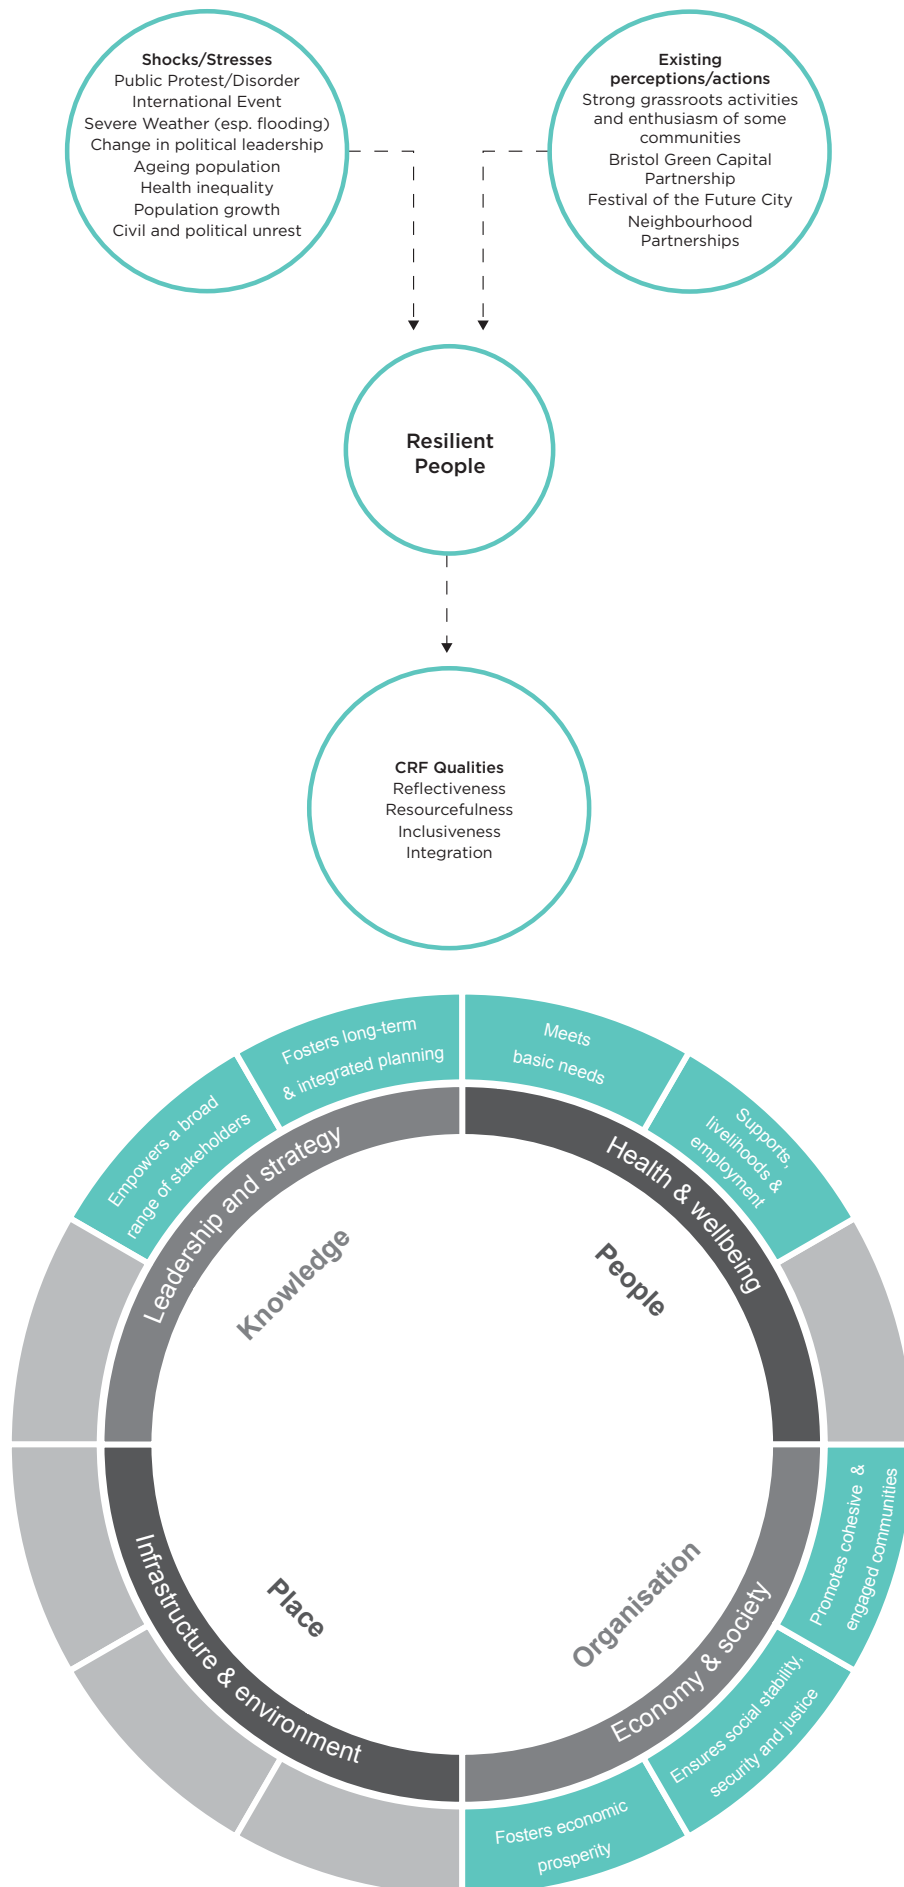 Shocks/Stresses
Public Protest/Disorder
International Event
Severe Weather (esp. flooding)
Change in political leadership
Ageing population
Health inequality
Population growth
Civil and political unrest
Existing
perceptions/actions
Strong grassroots activities
and enthusiasm of some
communities
Bristol Green Capital
Partnership
Festival of the Future City
Neighbourhood
Partnerships
Resilient
People
CRF Qualities
Reflectiveness
Resourcefulness
Inclusiveness
Integration
Empowers a broad
range of stakeholders
Fosters long-term
& integrated planning
Meets
basic needs
Supports,
livelihoods &
employment
Leadership and strategy
Health & wellbeing
Knowledge
People
Place
Organisation
Infrastructure & environment
Economy & society
Promotes cohesive &
engaged communities
Ensures social stability,
security and justice
Fosters economic
prosperity